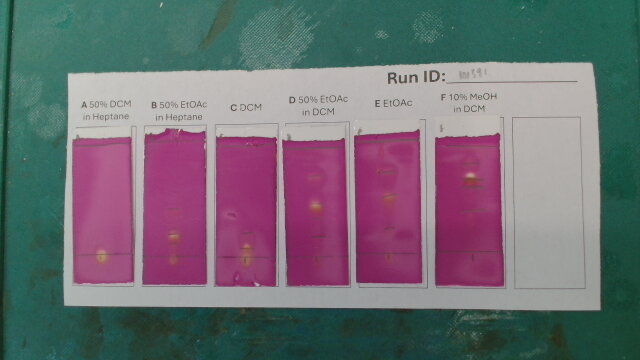 Run ID:
A 50% DCM
in Heptane
B 50% EtOAc
in Heptane
C DCM
D 50% EtOAc
in DCM
E EtOAc
F 10% MeOH
in DCM